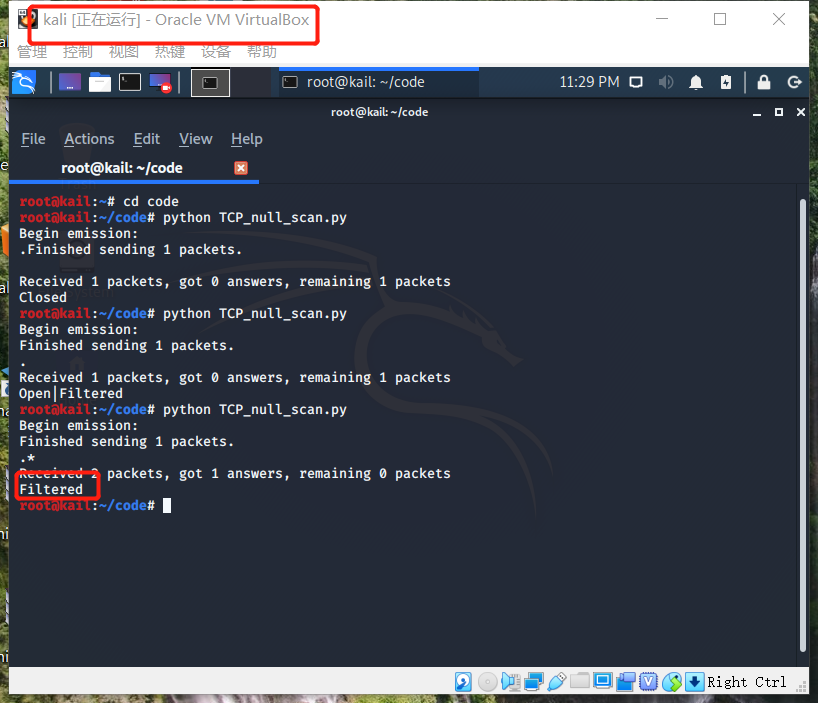 kali [正在运行] - Oracle VM VirtualBox
管理 控制 视图 热键 设备 帮助
root@kail: ~/code 11:29 PM
root@kail: ~/code
File Actions Edit View Help
root@kail: ~/code
root@kail:~# cd code
root@kail:~/code# python TCP_null_scan.py
Begin emission:
.Finished sending 1 packets.
Received 1 packets, got 0 answers, remaining 1 packets
Closed
root@kail:~/code# python TCP_null_scan.py
Begin emission:
Finished sending 1 packets.
.
Received 1 packets, got 0 answers, remaining 1 packets
Open|Filtered
root@kail:~/code# python TCP_null_scan.py
Begin emission:
Finished sending 1 packets.
.*
Received 2 packets, got 1 answers, remaining 0 packets
Filtered
root@kail:~/code#
Right Ctrl